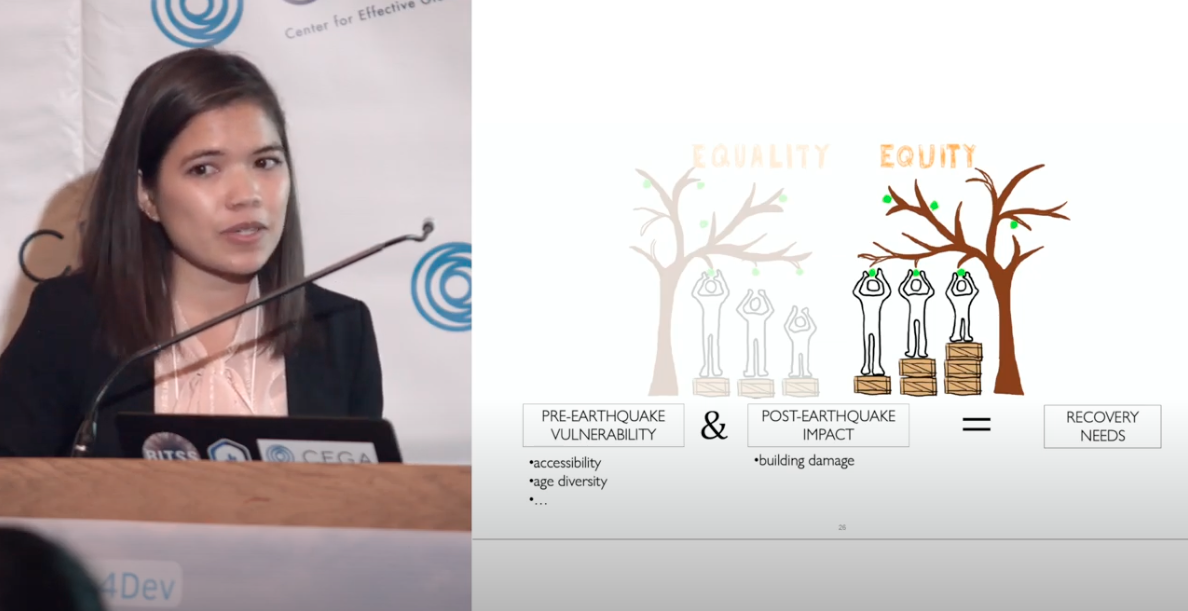 Center for Effective
C
BITSS
CEGA
4Dev
EQUALITY EQUITY
PRE-EARTHQUAKE
VULNERABILITY
&
POST-EARTHQUAKE
IMPACT
=
RECOVERY
NEEDS
•accessibility
•age diversity
•...
•building damage
26